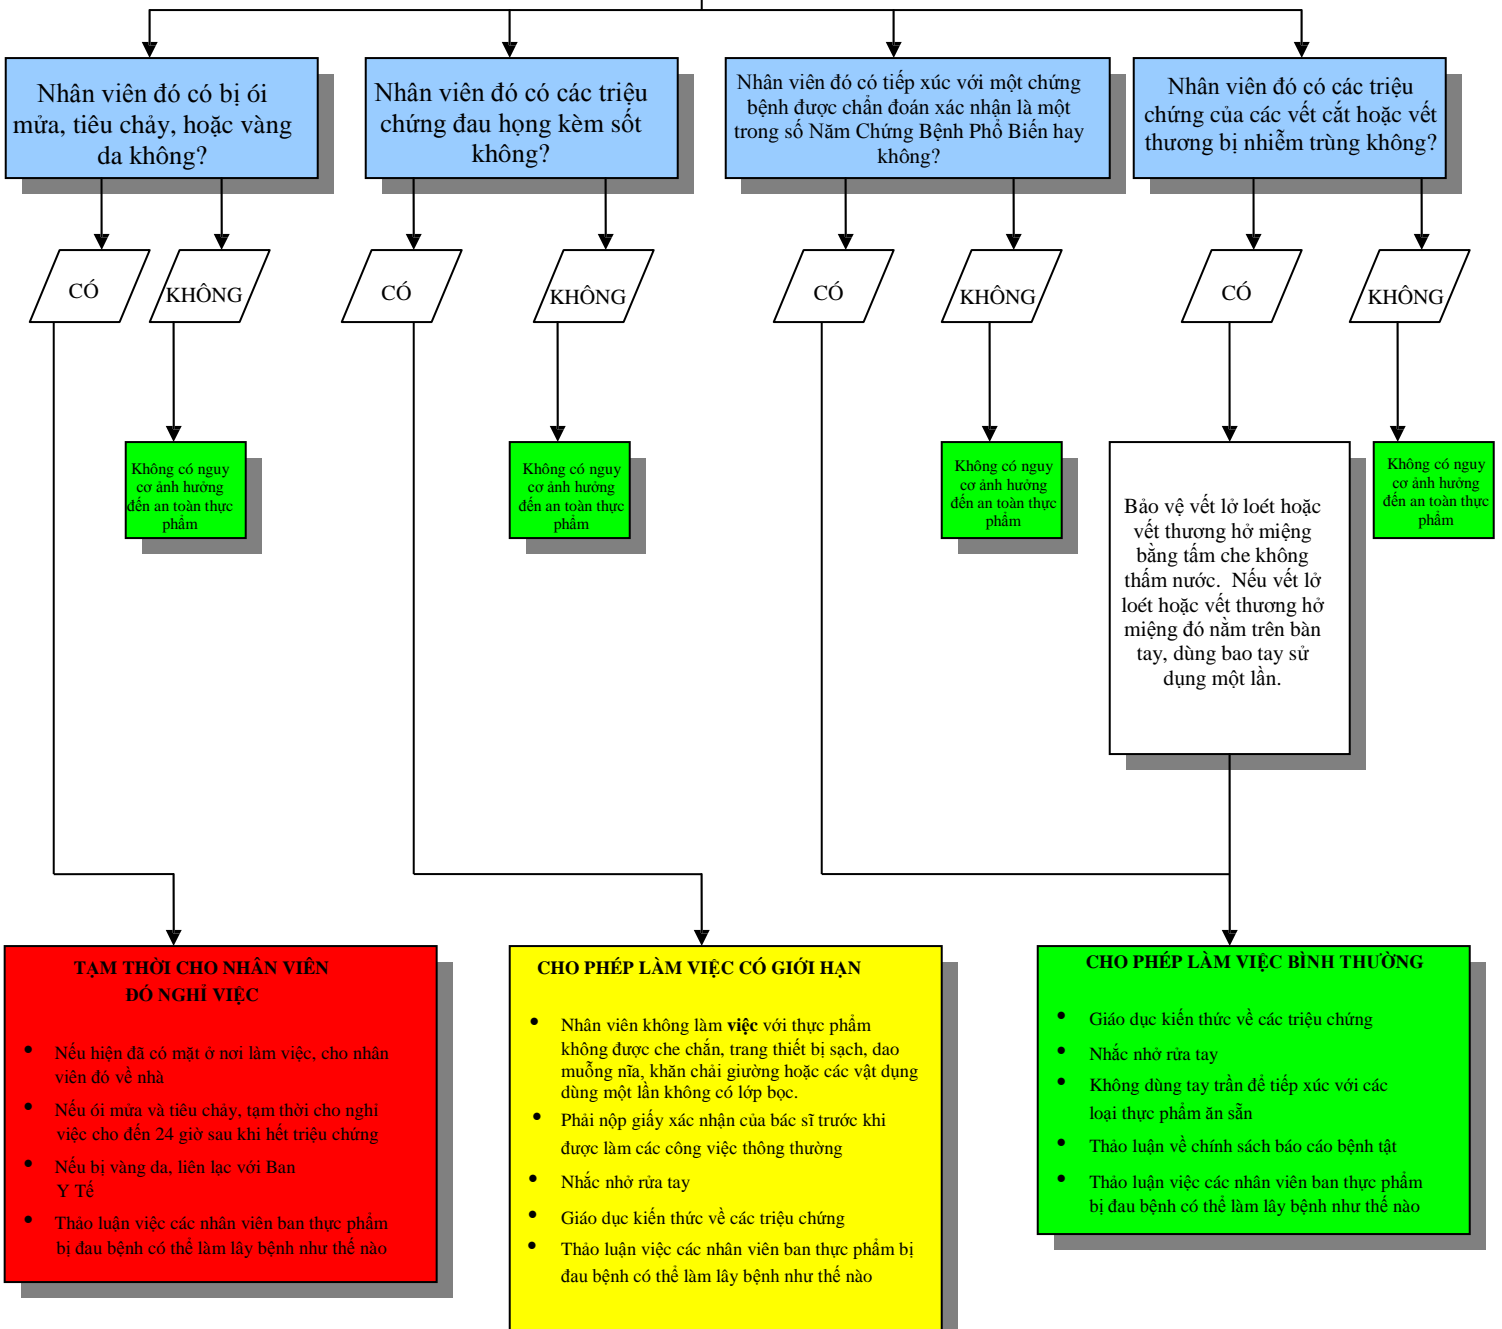 Nhân viên đó có bị ói
mửa, tiêu chảy, hoặc vàng
da không?
Nhân viên đó có các triệu
chứng đau họng kèm sốt
không?
Nhân viên đó có tiếp xúc với một chứng
bệnh được chẩn đoán xác nhận là một
trong số Năm Chứng Bệnh Phổ Biến hay
không?
Nhân viên đó có các triệu
chứng của các vết cắt hoặc vết
thương bị nhiễm trùng không?
CÓ
KHÔNG
CÓ
KHÔNG
CÓ
KHÔNG
CÓ
KHÔNG
Không có nguy
cơ ảnh hưởng
đến an toàn thực
phẩm
Không có nguy
cơ ảnh hưởng
đến an toàn thực
phẩm
Không có nguy
cơ ảnh hưởng
đến an toàn thực
phẩm
Bảo vệ vết lở loét hoặc
vết thương hở miệng
bằng tấm che không
thấm nước. Nếu vết lở
loét hoặc vết thương hở
miệng đó nằm trên bàn
tay, dùng bao tay sử
dụng một lần.
Không có nguy
cơ ảnh hưởng
đến an toàn thực
phẩm
TẠM THỜI CHO NHÂN VIÊN
ĐÓ NGHỈ VIỆC
• Nếu hiện đã có mặt ở nơi làm việc, cho nhân
viên đó về nhà
• Nếu ói mửa và tiêu chảy, tạm thời cho nghỉ
việc cho đến 24 giờ sau khi hết triệu chứng
• Nếu bị vàng da, liên lạc với Ban
Y Tế
• Thảo luận việc các nhân viên ban thực phẩm
bị đau bệnh có thể làm lây bệnh như thế nào
CHO PHÉP LÀM VIỆC CÓ GIỚI HẠN
• Nhân viên không làm việc với thực phẩm
không được che chắn, trang thiết bị sạch, dao
muỗng nĩa, khăn chải giường hoặc các vật dụng
dùng một lần không có lớp bọc.
• Phải nộp giấy xác nhận của bác sĩ trước khi
được làm các công việc thông thường
• Nhắc nhở rửa tay
• Giáo dục kiến thức về các triệu chứng
• Thảo luận việc các nhân viên ban thực phẩm bị
đau bệnh có thể làm lây bệnh như thế nào
CHO PHÉP LÀM VIỆC BÌNH THƯỜNG
• Giáo dục kiến thức về các triệu chứng
• Nhắc nhở rửa tay
• Không dùng tay trần để tiếp xúc với các
loại thực phẩm ăn sẵn
• Thảo luận về chính sách báo cáo bệnh tật
• Thảo luận việc các nhân viên ban thực phẩm
bị đau bệnh có thể làm lây bệnh như thế nào